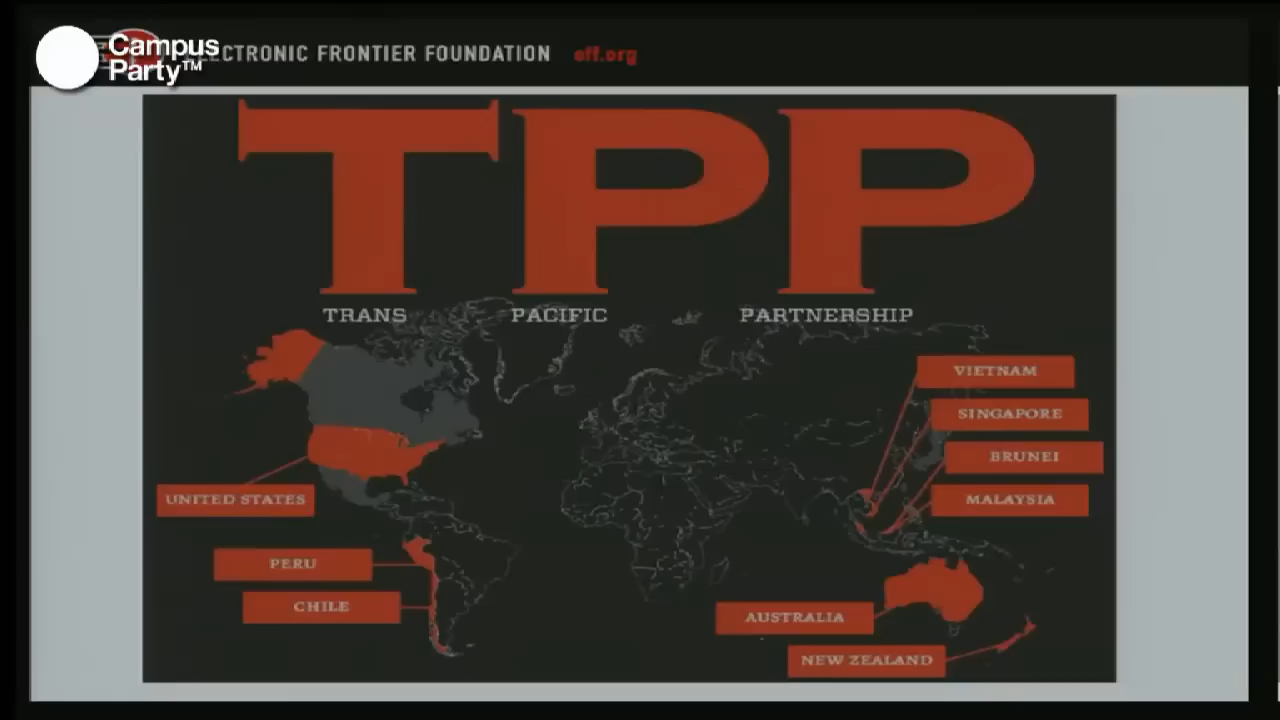 Campus
Party™
ELECTRONIC FRONTIER FOUNDATION eff.org
TPP
TRANS PACIFIC PARTNERSHIP
VIETNAM
SINGAPORE
BRUNEI
UNITED STATES
MALAYSIA
PERU
CHILE
AUSTRALIA
NEW ZEALAND